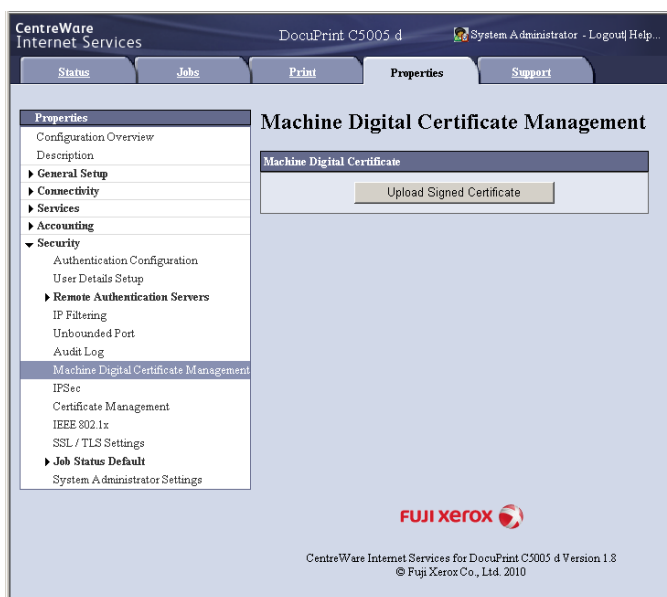 CentreWare
Internet Services
DocuPrint C5005 d
System Administrator - Logout| Help...
Status
Jobs
Print
Properties
Support
Properties
Configuration Overview
Description
General Setup
Connectivity
Services
Accounting
Security
Authentication Configuration
User Details Setup
Remote Authentication Servers
IP Filtering
Unbounded Port
Audit Log
Machine Digital Certificate Management
IPSec
Certificate Management
IEEE 802.1x
SSL / TLS Settings
Job Status Default
System Administrator Settings
Machine Digital Certificate Management
Machine Digital Certificate
Upload Signed Certificate
FUJI xerox
CentreWare Internet Services for DocuPrint C5005 d Version 1.8
© Fuji Xerox Co., Ltd. 2010